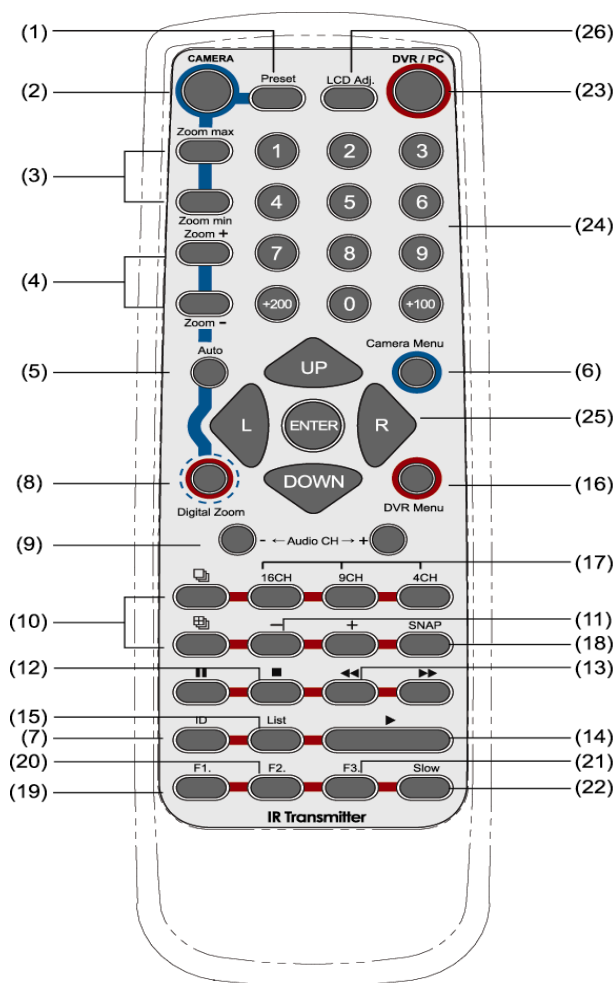 (1) (26)
CAMERA DVR / PC
Preset LCD Adj.
(2) (23)
Zoom max
1 2 3
(3)
4 5 6
Zoom min
(24)
Zoom +
7 8 9
(4)
+200 0 +100
Zoom -
Auto UP Camera Menu
(5) (6)
L ENTER R
(25)
(8) DOWN (16)
Digital Zoom DVR Menu
(9) - ←Audio CH→ +
(17)
16CH 9CH 4CH
(10) (11)
- + SNAP
(18)
(12) (13)
(15)
ID List
(7) (14)
(20) (21)
F1. F2. F3. Slow
(19) (22)
IR Transmitter